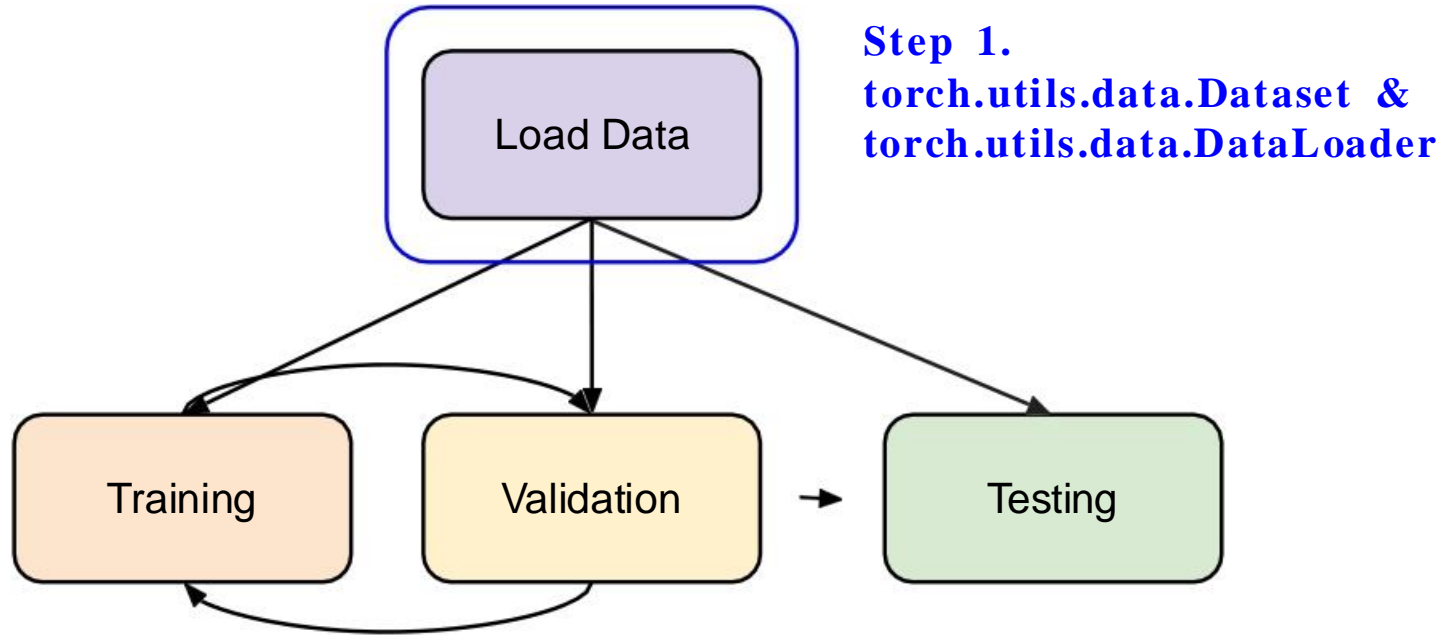 Step 1.
torch.utils.data.Dataset &
torch.utils.data.DataLoader
Load Data
Training
Validation
Testing